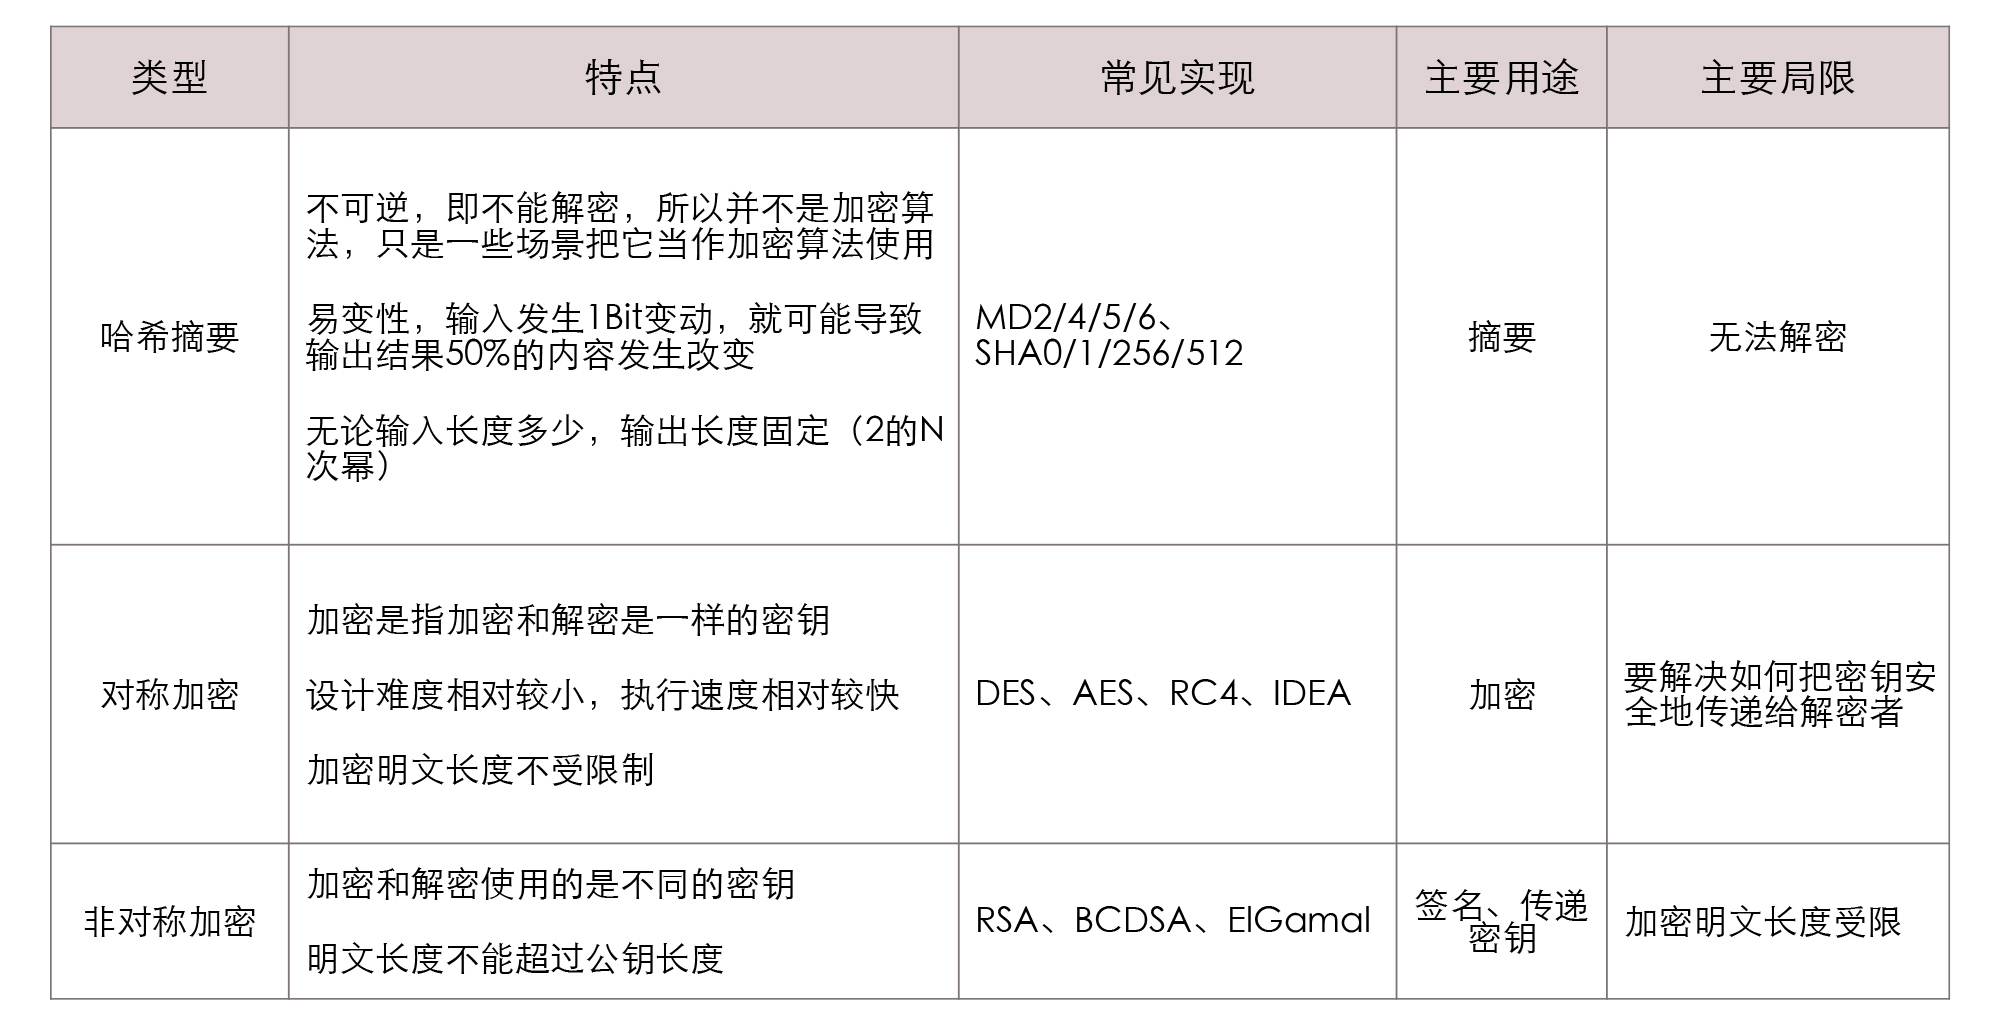 类型
特点
常见实现
主要用途
主要局限
哈希摘要
不可逆，即不能解密，所以并不是加密算
法，只是一些场景把它当作加密算法使用
易变性，输入发生1Bit变动，就可能导致
输出结果50%的内容发生改变
无论输入长度多少，输出长度固定（2的N
次幂）
MD2/4/5/6、
SHA0/1/256/512
摘要
无法解密
对称加密
加密是指加密和解密是一样的密钥
设计难度相对较小，执行速度相对较快
加密明文长度不受限制
DES、AES、RC4、IDEA
加密
要解决如何把密钥安
全地传递给解密者
非对称加密
加密和解密使用的是不同的密钥
明文长度不能超过公钥长度
RSA、BCDSA、ElGamal
签名、传递
密钥
加密明文长度受限